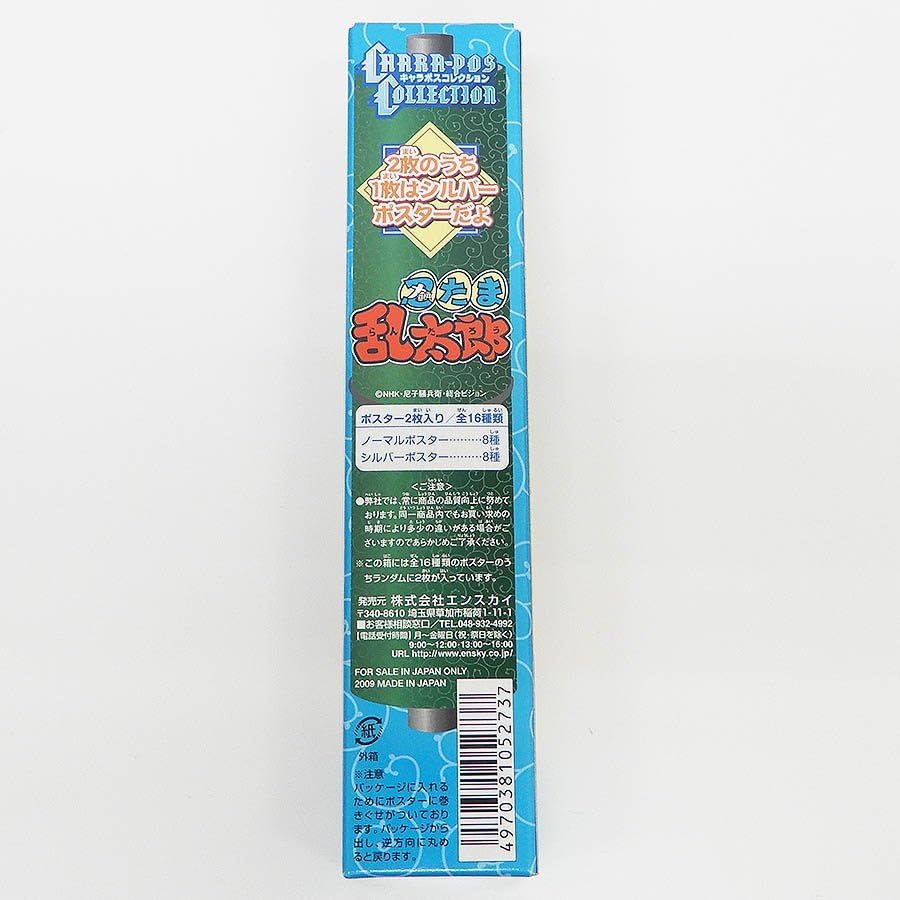 CHARA-POS
キャラポスコレクション
COLLECTION
2枚のうち
1枚はシルバー
ポスターだよ
忍たま
乱太郎
©NHK・尼子騒兵衛・総合ビジョン
ポスター2枚入り/全16種類
ノーマルポスター………8種
シルバーポスター………8種
<ご注意>
●弊社では、常に商品の品質向上に努めて
おります。同一商品内でもお買い求めの
時期により多少の違いがある場合がご
ざいますのであらかじめご了承ください。
※この箱には全16種類のポスターのう
ちランダムに2枚が入っています。
発売元 株式会社エンスカイ
〒340-8610 埼玉県草加市稲荷1-11-1
■お客様相談窓口/TEL.048-932-4992
【電話受付時間】月～金曜日(祝・祭日を除く)
9:00～12:00・13:00～16:00
URL http://www.ensky.co.jp/
FOR SALE IN JAPAN ONLY
2009 MADE IN JAPAN
紙
外箱
※注意
パッケージに入れる
ためにポスターに巻
きぐせがついており
ます。パッケージから
出し、逆方向に丸め
ると戻ります。
4970381052737